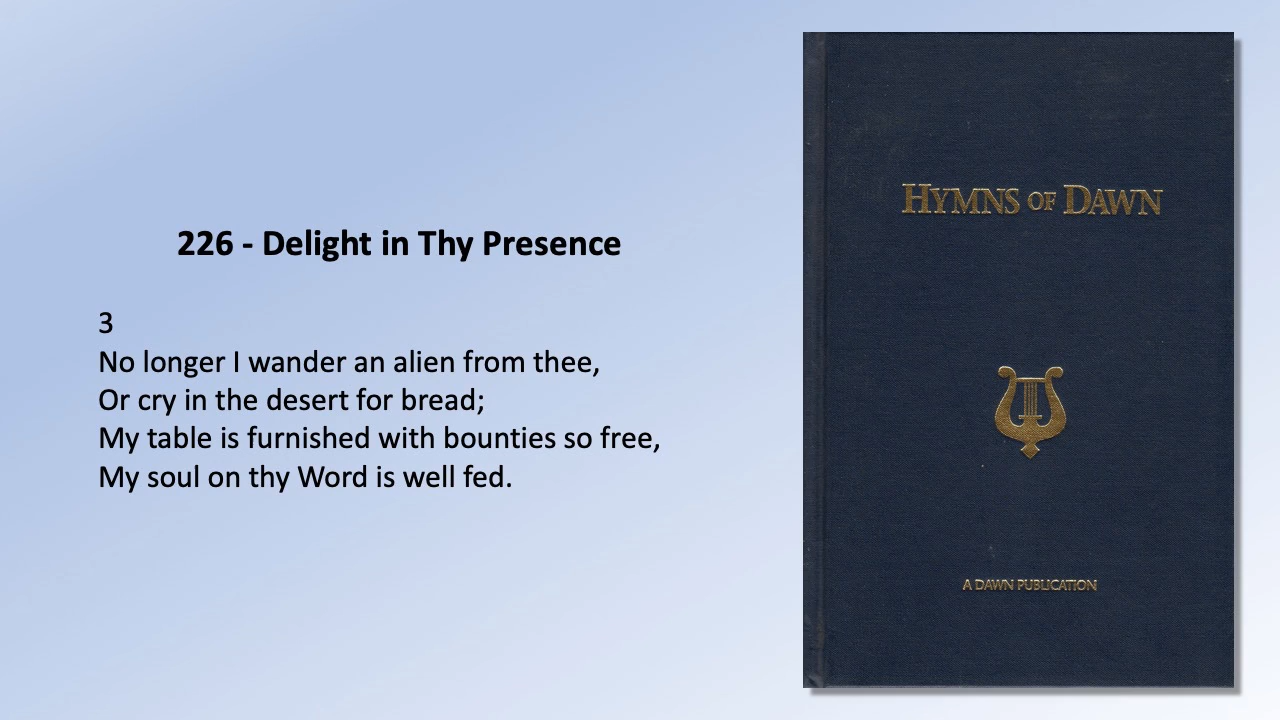 226 - Delight in Thy Presence
3
No longer I wander an alien from thee,
Or cry in the desert for bread;
My table is furnished with bounties so free,
My soul on thy Word is well fed.
HYMNS OF DAWN
A DAWN PUBLICATION